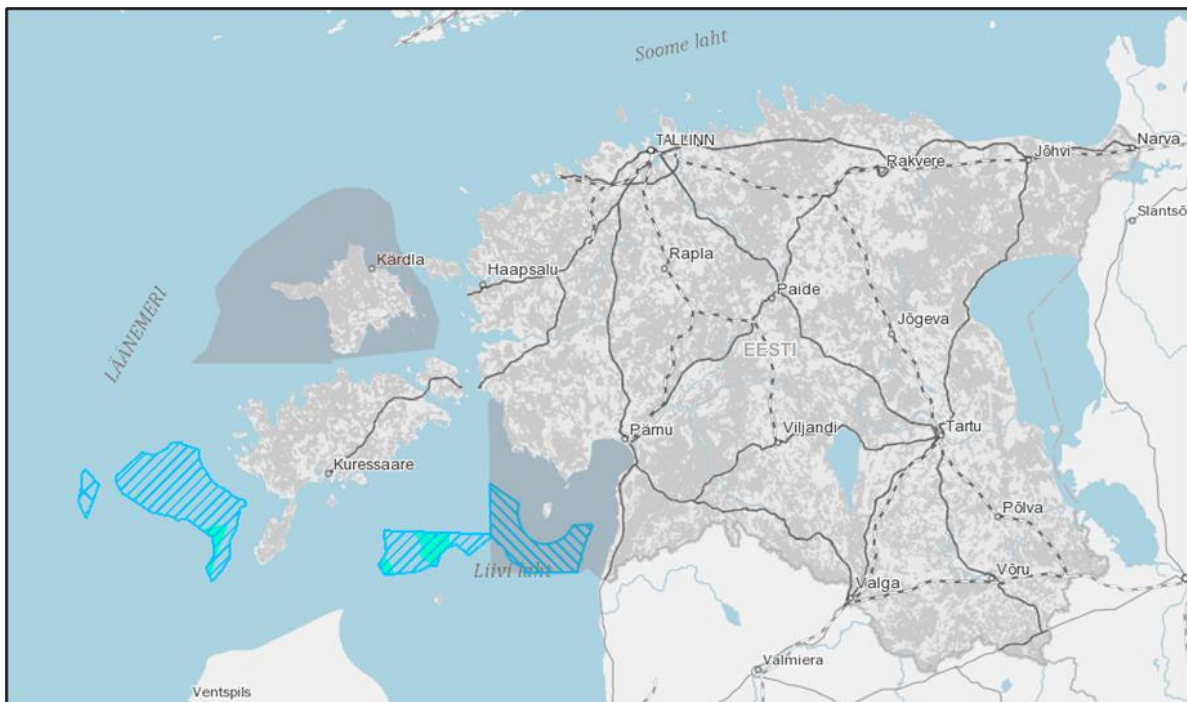 Soome laht
TALLINN
Narva
Rakvere
Jõhvi
Slantsõ
Kärdla
Haapsalu
Rapla
Paide
Jõgeva
LÄÄNEMERI
EESTI
Pärnu
Viljandi
Tartu
Kuressaare
Põlva
Liivi laht
Võru
Valga
Valmiera
Ventspils